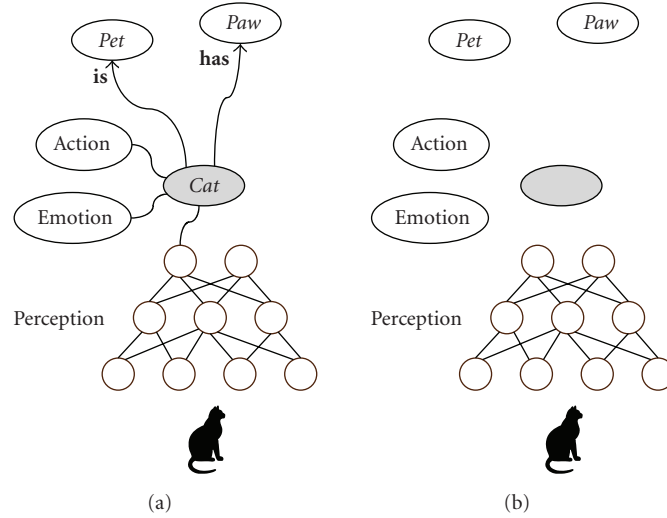 Pet
Paw
is
has
Action
Cat
Emotion
Perception
(a)
Pet
Paw
Action
Emotion
Perception
(b)